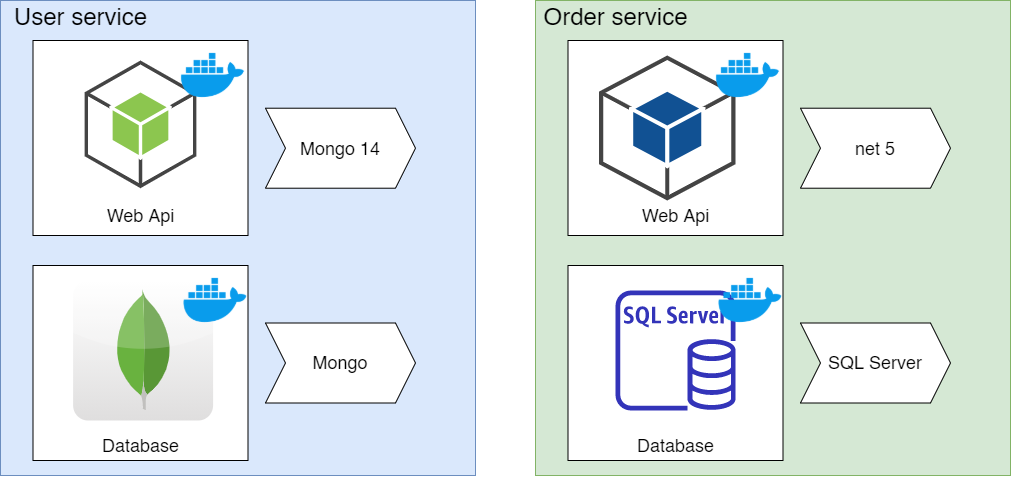 User service
Web Api
Mongo 14
Database
Mongo
Order service
Web Api
net 5
SQL Server
Database
SQL Server